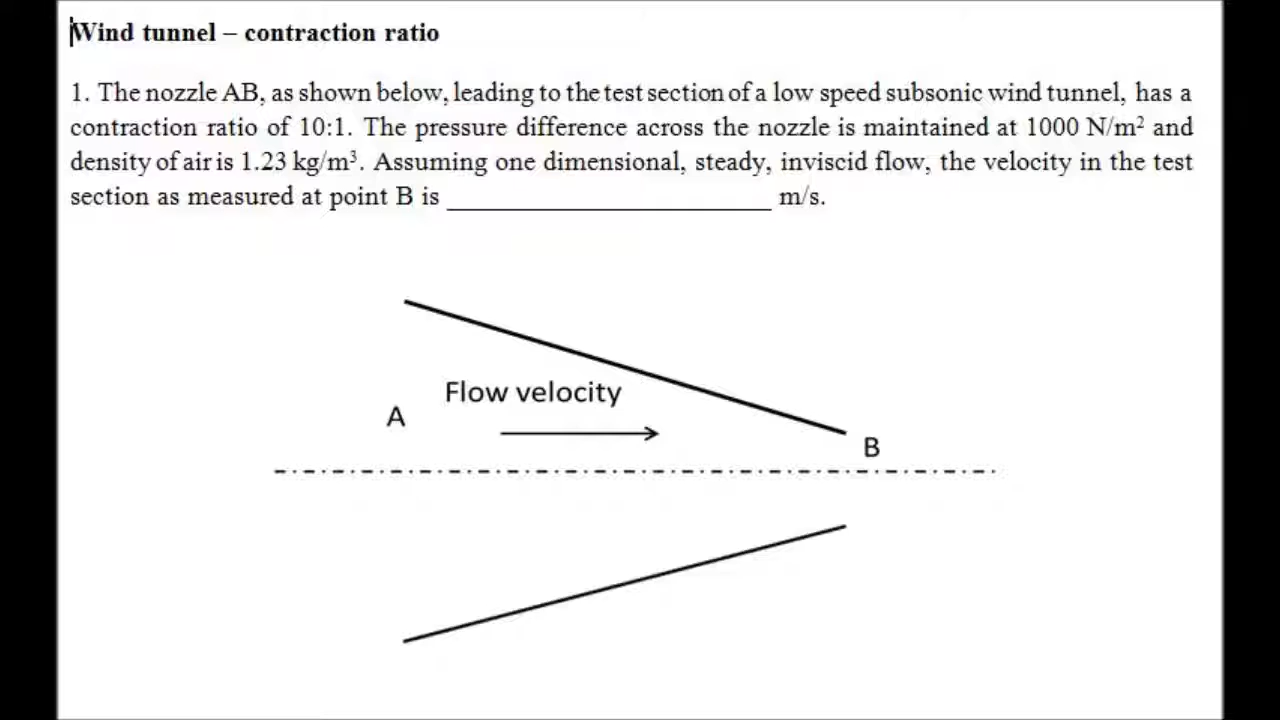 Wind tunnel – contraction ratio
1. The nozzle AB, as shown below, leading to the test section of a low speed subsonic wind tunnel, has a
contraction ratio of 10:1. The pressure difference across the nozzle is maintained at 1000 N/m² and
density of air is 1.23 kg/m³. Assuming one dimensional, steady, inviscid flow, the velocity in the test
section as measured at point B is ________________________ m/s.
Flow velocity
A
B